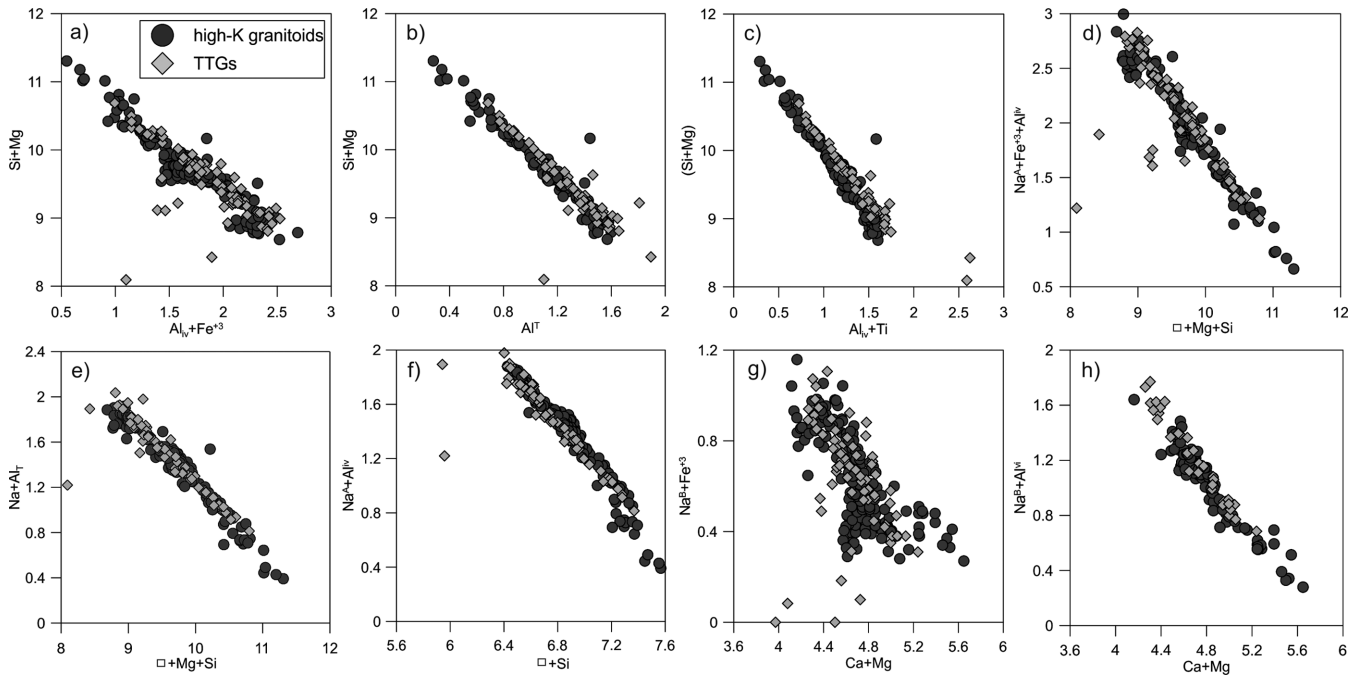 a)
high-K granitoids
TTGs
Si+Mg
12
11
10
9
8
0.5 1 1.5 2 2.5 3
Al_iv+Fe⁺³
b)
Si+Mg
12
11
10
9
8
0 0.4 0.8 1.2 1.6 2
Alᵀ
c)
(Si+Mg)
12
11
10
9
8
0 0.5 1 1.5 2 2.5 3
Al_iv+Ti
d)
Naᴬ+Fe⁺³+Alⁱᵛ
3
2.5
2
1.5
1
0.5
8 9 10 11 12
□+Mg+Si
e)
Na+Al_T
2.4
2
1.6
1.2
0.8
0.4
0
8 9 10 11 12
□+Mg+Si
f)
Naᴬ+Alⁱᵛ
2
1.6
1.2
0.8
0.4
0
5.6 6 6.4 6.8 7.2 7.6
□+Si
g)
Naᴮ+Fe⁺³
1.2
0.8
0.4
0
3.6 4 4.4 4.8 5.2 5.6 6
Ca+Mg
h)
Naᴮ+Alᵛⁱ
2
1.6
1.2
0.8
0.4
0
3.6 4 4.4 4.8 5.2 5.6 6
Ca+Mg